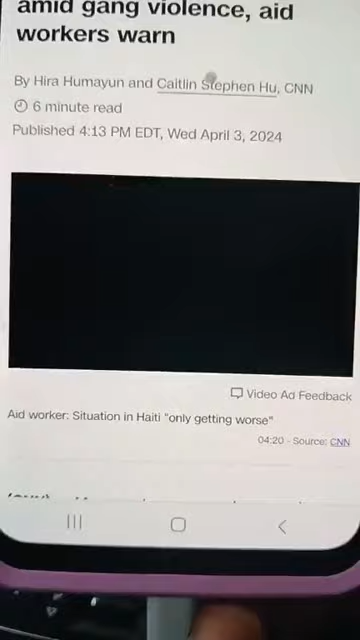 amid gang violence, aid
workers warn
By Hira Humayun and Caitlin Stephen Hu, CNN
6 minute read
Published 4:13 PM EDT, Wed April 3, 2024
Video Ad Feedback
Aid worker: Situation in Haiti "only getting worse"
04:20 - Source: CNN